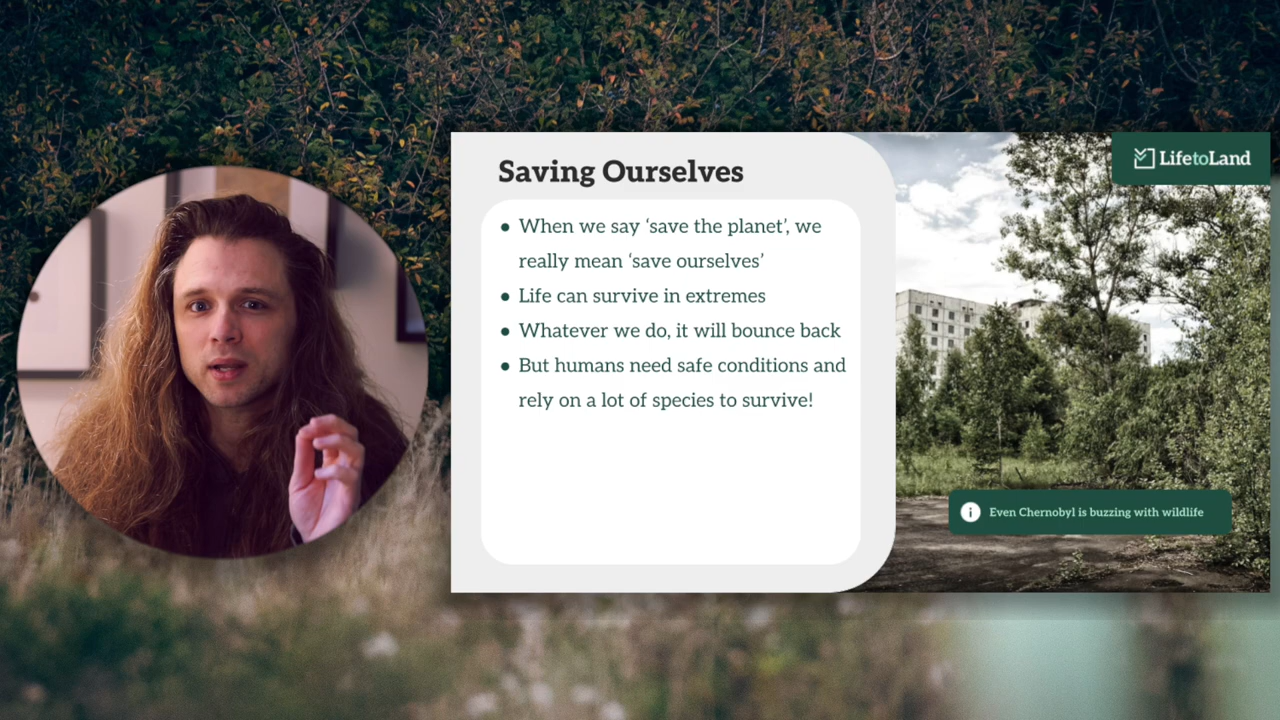 Saving Ourselves
LifetoLand
• When we say ‘save the planet’, we
really mean ‘save ourselves’
• Life can survive in extremes
• Whatever we do, it will bounce back
• But humans need safe conditions and
rely on a lot of species to survive!
i Even Chernobyl is buzzing with wildlife